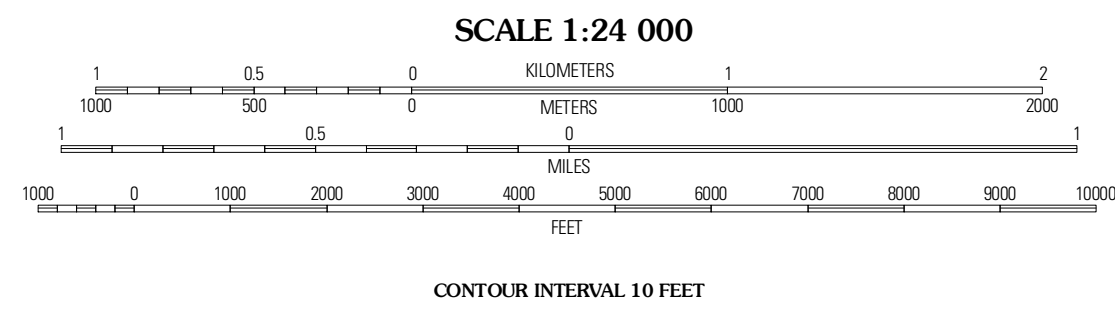 SCALE 1:24 000
1 0.5 0 KILOMETERS 1 2
1000 500 0 METERS 1000 2000
1 0.5 0 1
MILES
1000 0 1000 2000 3000 4000 5000 6000 7000 8000 9000 10000
FEET
CONTOUR INTERVAL 10 FEET